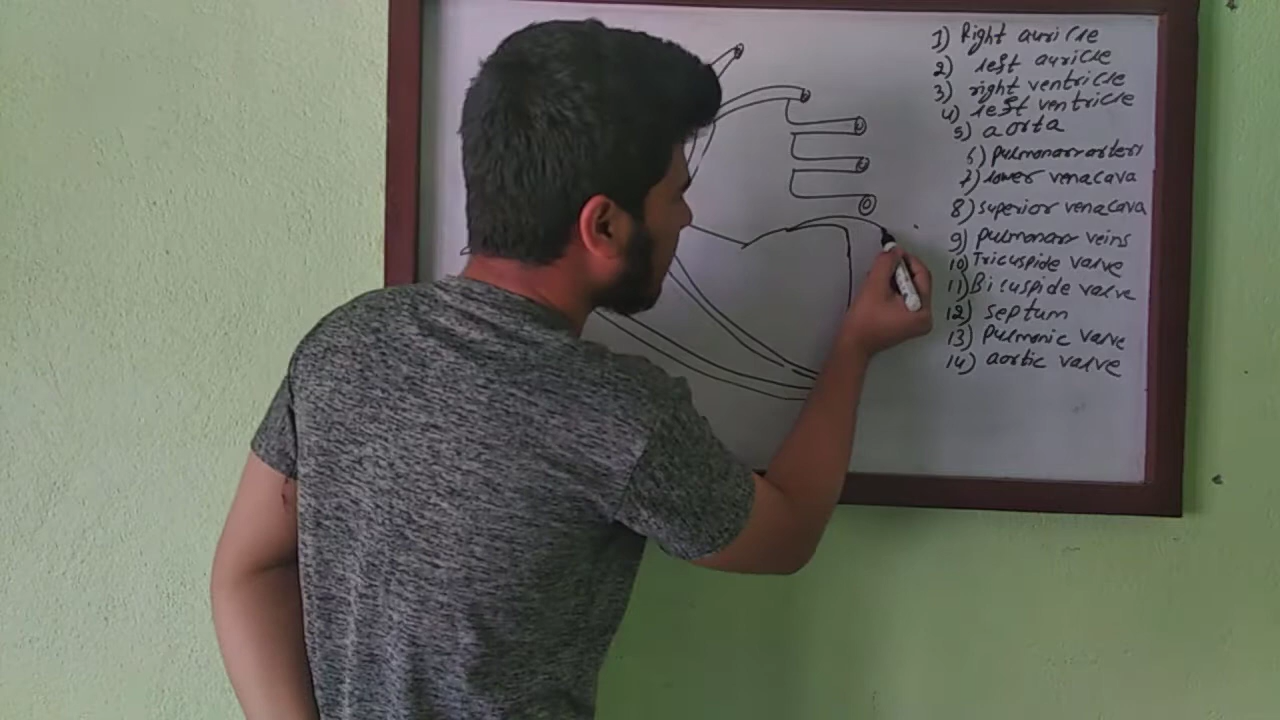 1) Right auricle
2) left auricle
3) right ventricle
4) left ventricle
5) aorta
6) pulmonary arteri
7) lower venacava
8) superior venacava
9) pulmonary veins
10) Tricuspide valve
11) Bicuspide valve
12) septum
13) pulmonic valve
14) aortic valve